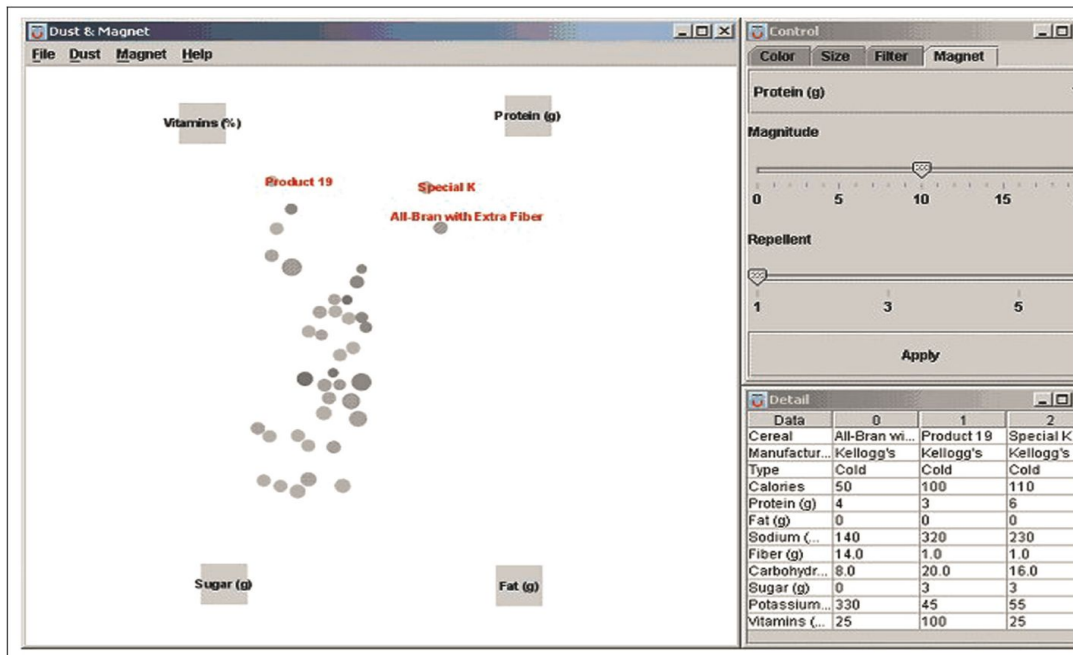 Dust & Magnet
File Dust Magnet Help
Vitamins (%)
Protein (g)
Product 19
Special K
All-Bran with Extra Fiber
Sugar (g)
Fat (g)
Control
Color Size Filter Magnet
Protein (g)
Magnitude
0 5 10 15
Repellent
1 3 5
Apply
Detail
Data 0 1 2
Cereal All-Bran wi... Product 19 Special K
Manufactur... Kellogg's Kellogg's Kellogg's
Type Cold Cold Cold
Calories 50 100 110
Protein (g) 4 3 6
Fat (g) 0 0 0
Sodium (... 140 320 230
Fiber (g) 14.0 1.0 1.0
Carbohydr... 8.0 20.0 16.0
Sugar (g) 0 3 3
Potassium... 330 45 55
Vitamins (... 25 100 25